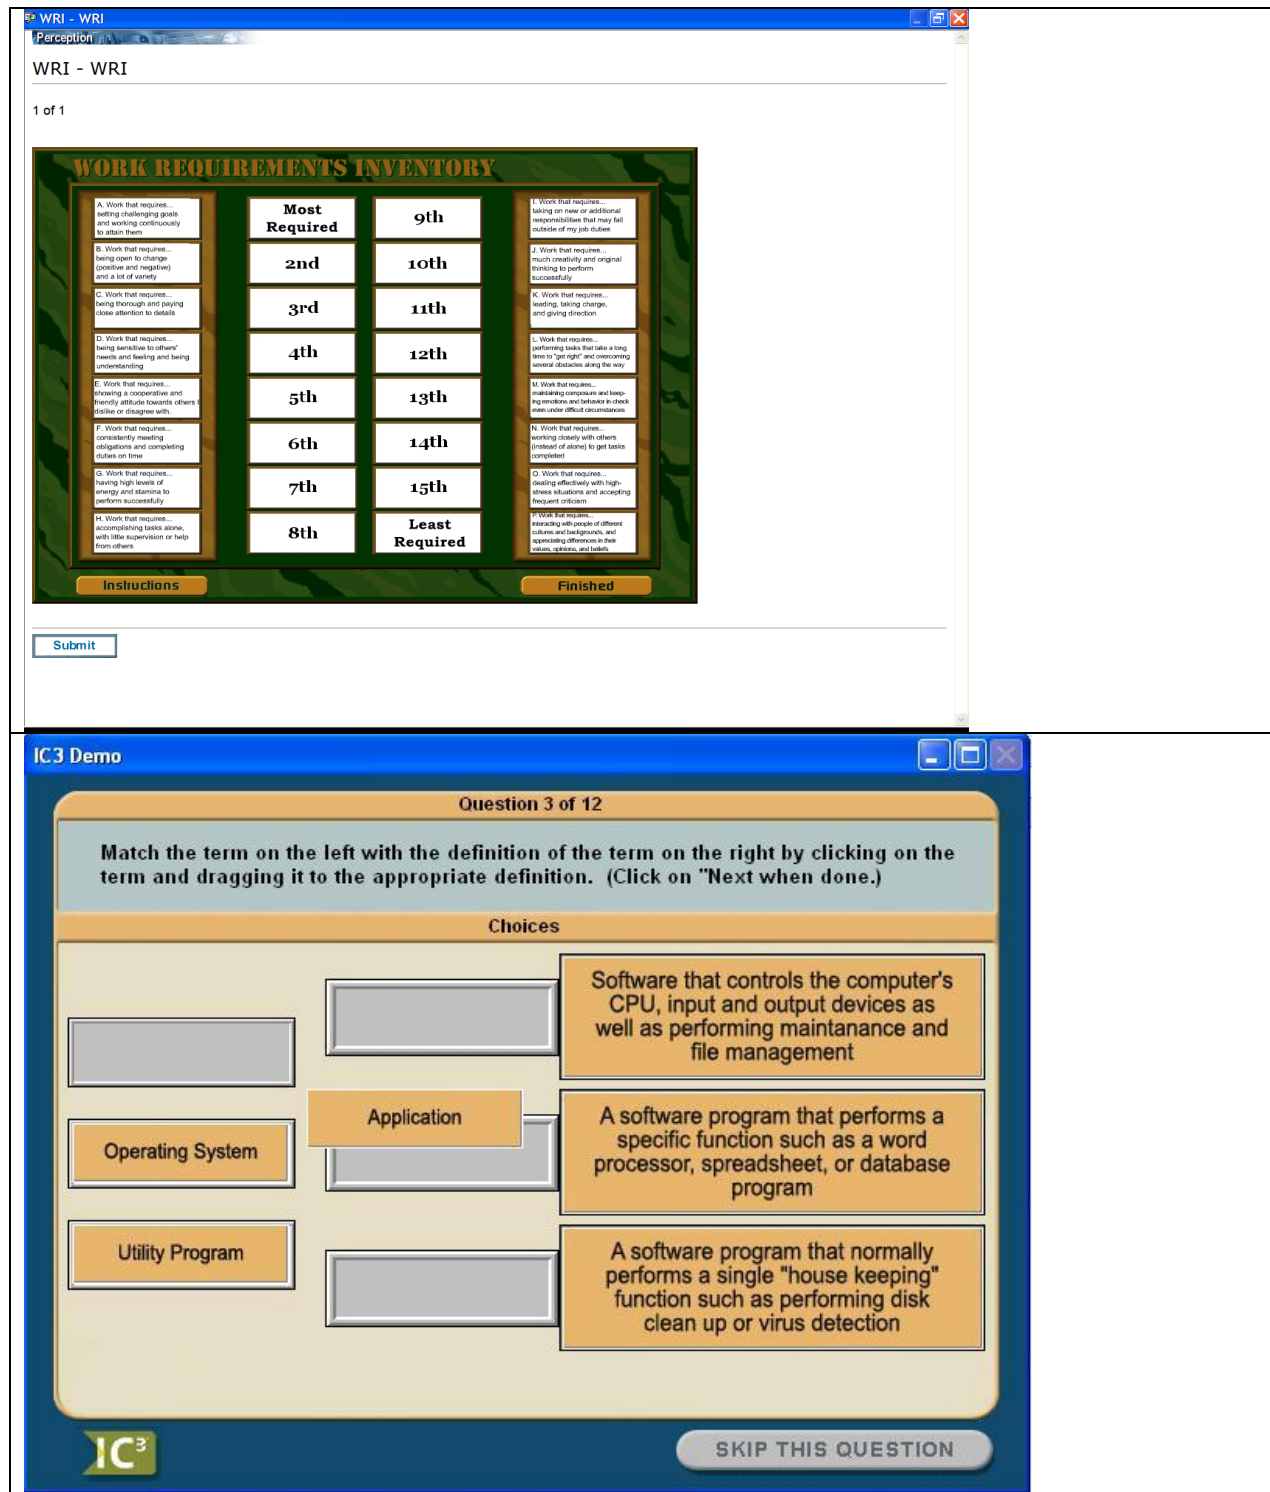 WRI - WRI
Perception
WRI - WRI
1 of 1
WORK REQUIREMENTS INVENTORY
A. Work that requires...
setting challenging goals
and working continuously
to attain them
B. Work that requires...
being open to change
(positive and negative)
and a lot of variety
C. Work that requires...
being thorough and paying
close attention to details
D. Work that requires...
being sensitive to others'
needs and feeling and being
understanding
E. Work that requires...
showing a cooperative and
friendly attitude towards others I
dislike or disagree with.
F. Work that requires...
consistently meeting
obligations and completing
duties on time
G. Work that requires...
having high levels of
energy and stamina to
perform successfully
H. Work that requires...
accomplishing tasks alone,
with little supervision or help
from others
Most
Required
2nd
3rd
4th
5th
6th
7th
8th
9th
10th
11th
12th
13th
14th
15th
Least
Required
I. Work that requires...
taking on new or additional
responsibilities that may fall
outside of my job duties
J. Work that requires...
much creativity and original
thinking to perform
successfully
K. Work that requires...
leading, taking charge,
and giving direction
L. Work that requires...
performing tasks that take a long
time to "get right" and overcoming
several obstacles along the way
M. Work that requires...
maintaining composure and keep-
ing emotions and behavior in check
even under difficult circumstances
N. Work that requires...
working closely with others
(instead of alone) to get tasks
completed
O. Work that requires...
dealing effectively with high-
stress situations and accepting
frequent criticism
P. Work that requires...
interacting with people of different
cultures and backgrounds, and
appreciating differences in their
values, opinions, and beliefs
Instructions
Finished
Submit
IC3 Demo
Question 3 of 12
Match the term on the left with the definition of the term on the right by clicking on the
term and dragging it to the appropriate definition. (Click on "Next when done.)
Choices
Operating System
Utility Program
Application
Software that controls the computer's
CPU, input and output devices as
well as performing maintanance and
file management
A software program that performs a
specific function such as a word
processor, spreadsheet, or database
program
A software program that normally
performs a single "house keeping"
function such as performing disk
clean up or virus detection
IC³
SKIP THIS QUESTION